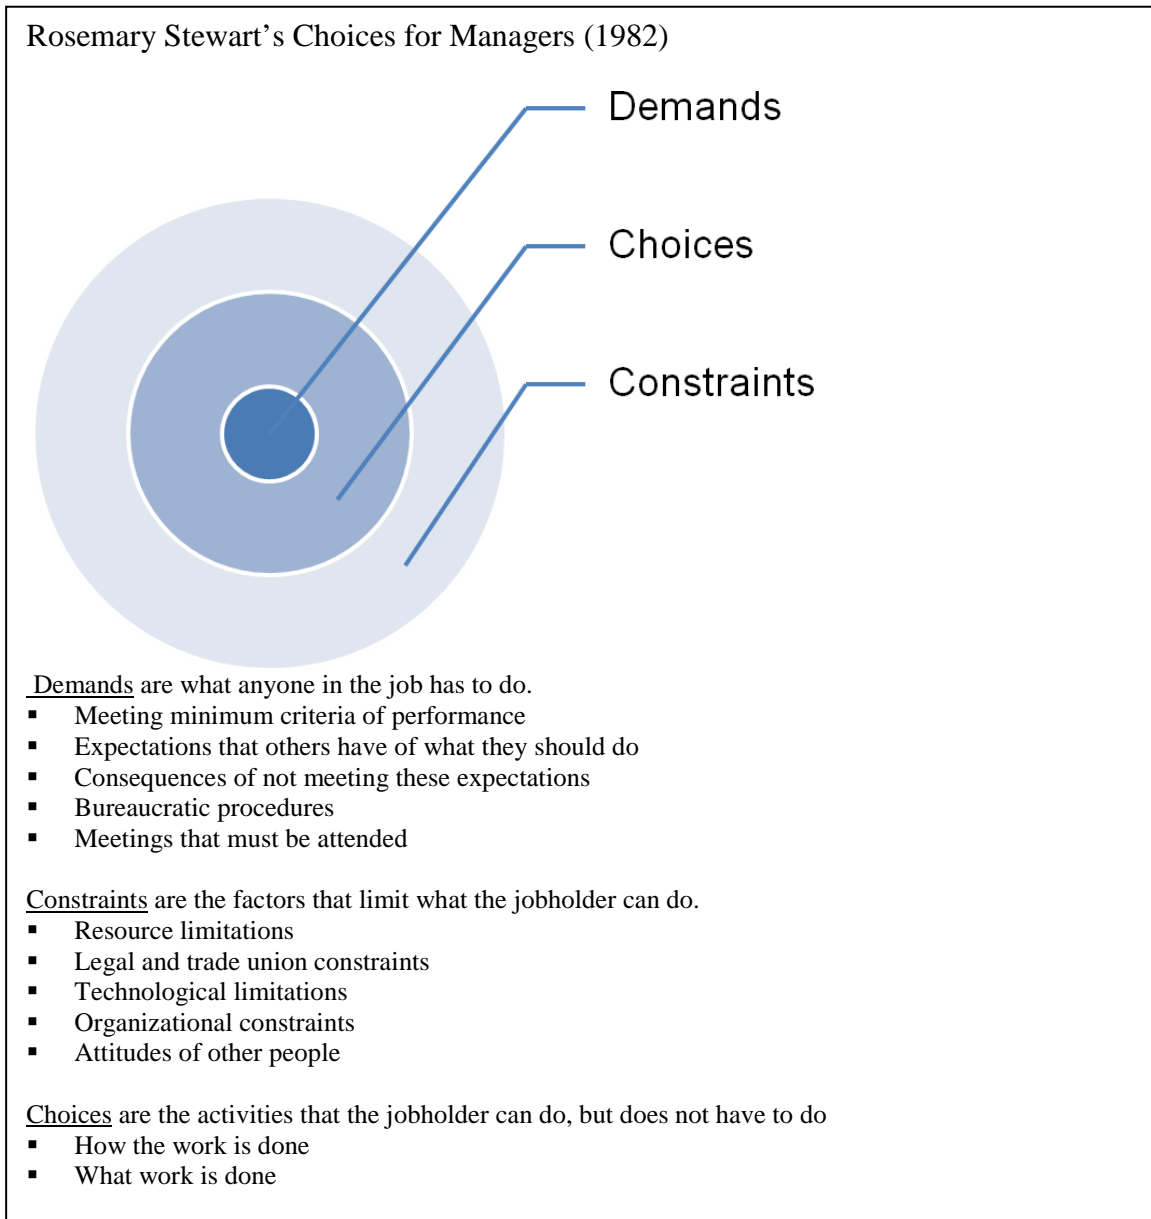 Rosemary Stewart’s Choices for Managers (1982)
Demands
Choices
Constraints
Demands are what anyone in the job has to do.
▪ Meeting minimum criteria of performance
▪ Expectations that others have of what they should do
▪ Consequences of not meeting these expectations
▪ Bureaucratic procedures
▪ Meetings that must be attended
Constraints are the factors that limit what the jobholder can do.
▪ Resource limitations
▪ Legal and trade union constraints
▪ Technological limitations
▪ Organizational constraints
▪ Attitudes of other people
Choices are the activities that the jobholder can do, but does not have to do
▪ How the work is done
▪ What work is done